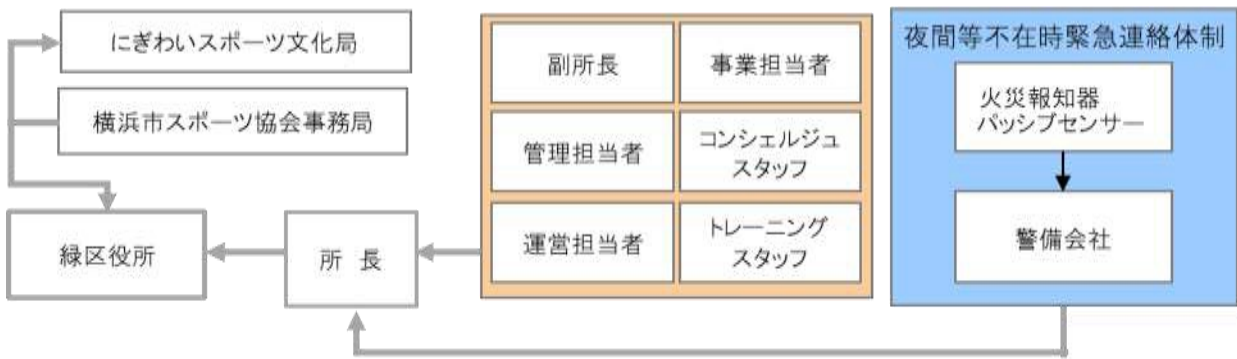 にぎわいスポーツ文化局
横浜市スポーツ協会事務局
緑区役所
所 長
副所長
事業担当者
管理担当者
コンシェルジュ
スタッフ
運営担当者
トレーニング
スタッフ
夜間等不在時緊急連絡体制
火災報知器
パッシブセンサー
警備会社